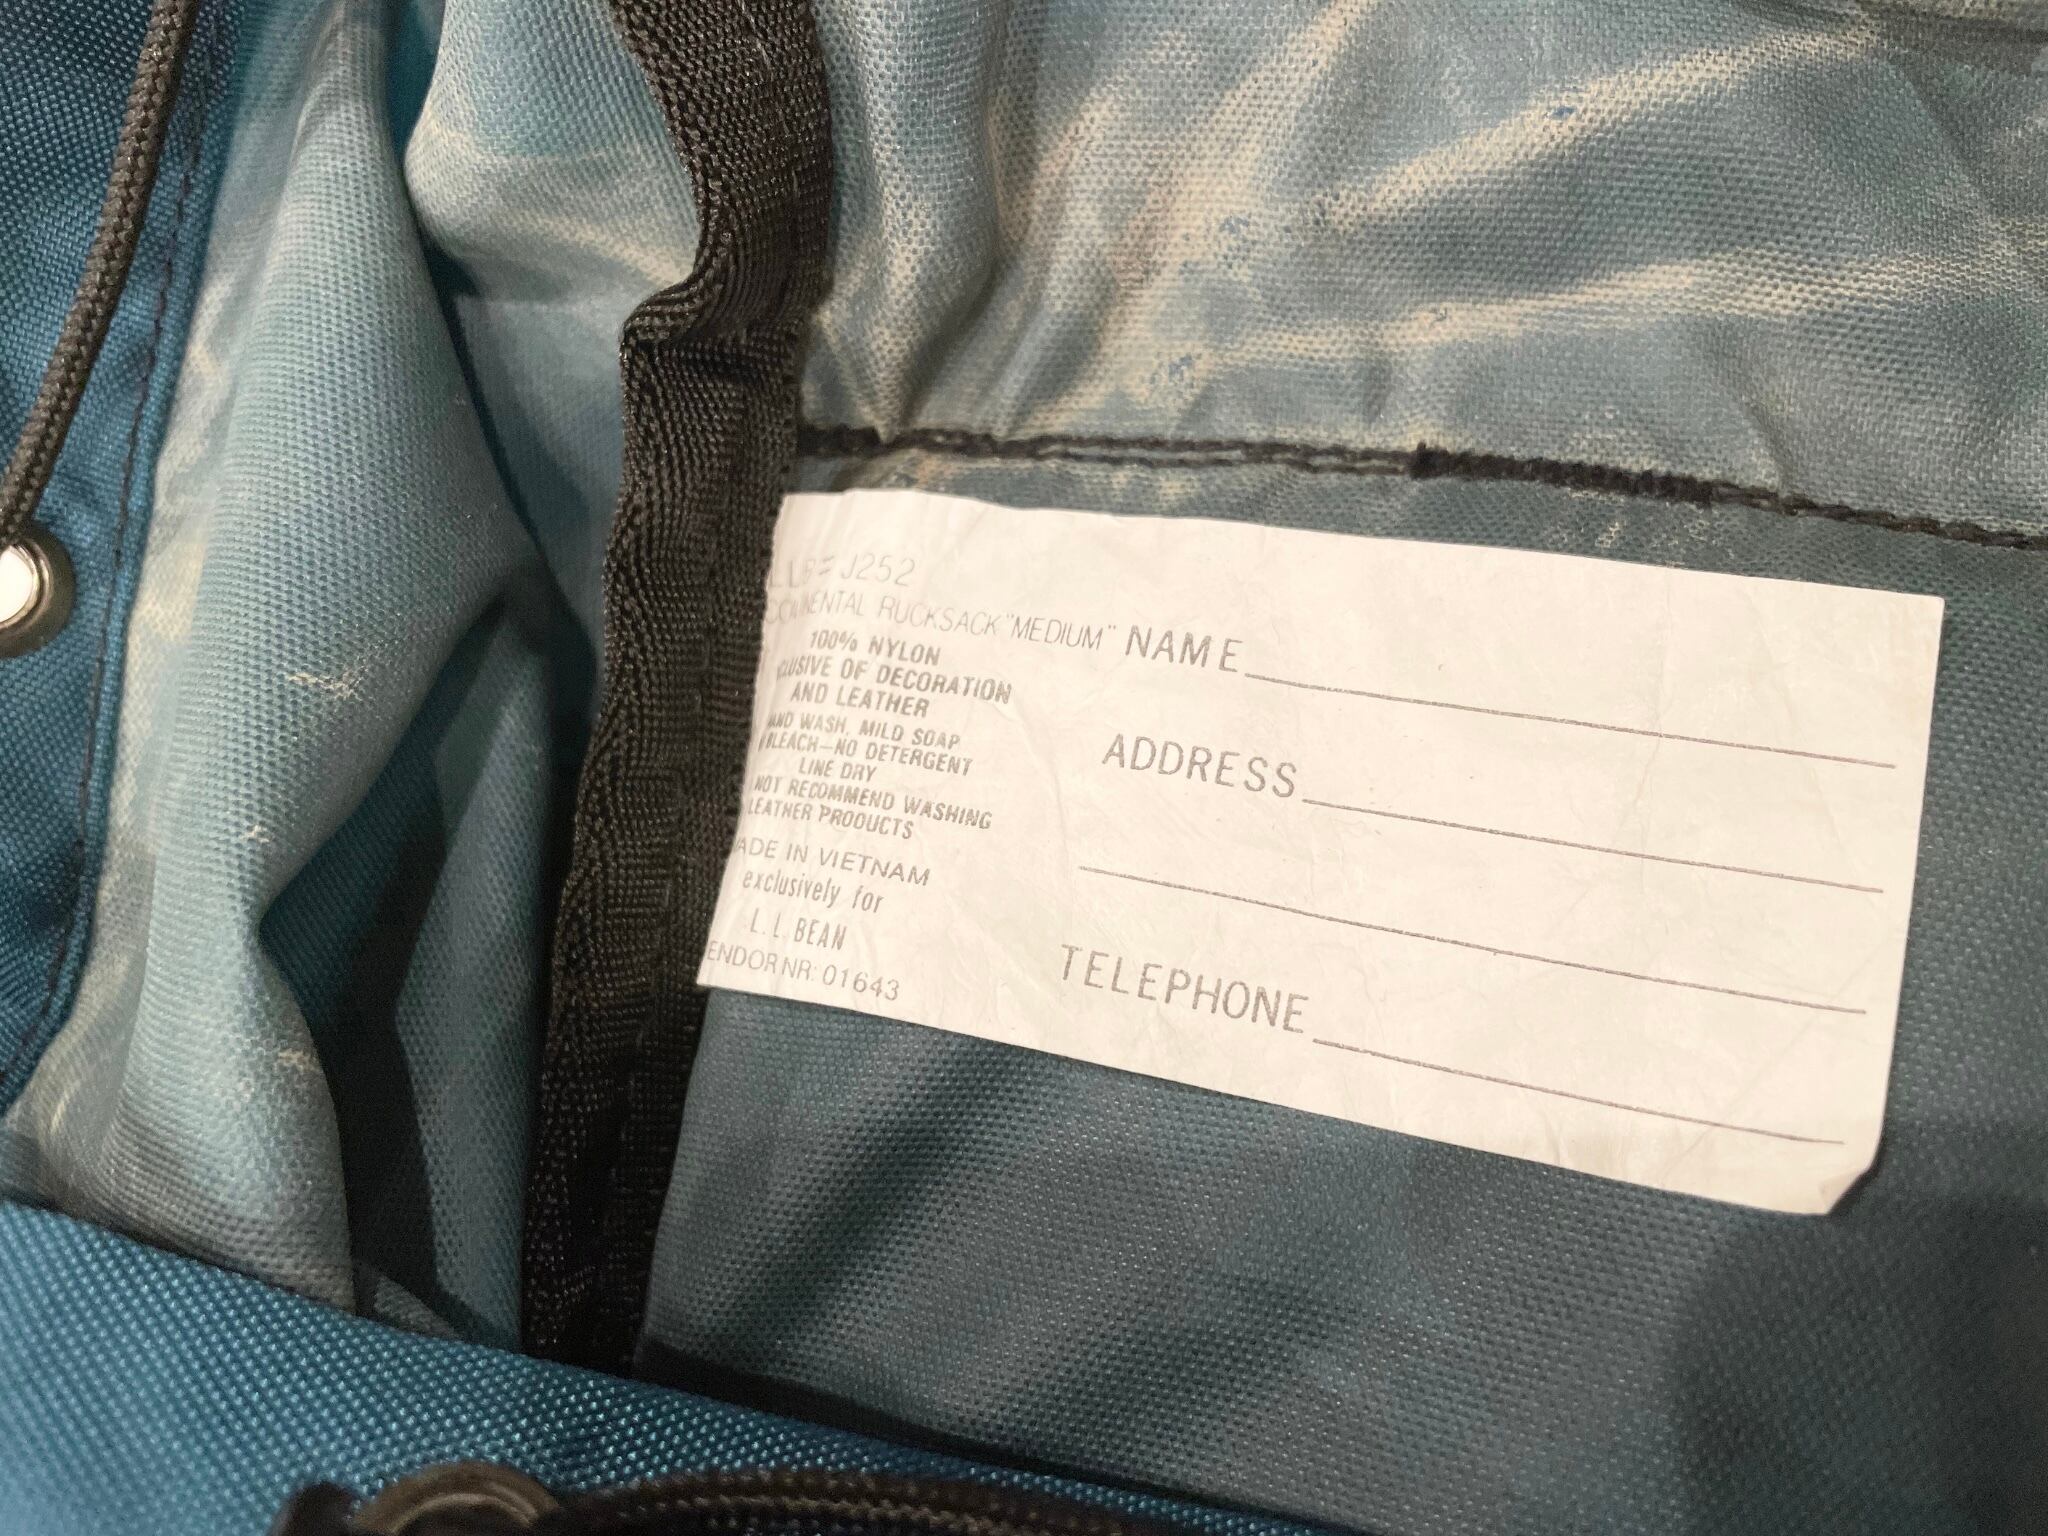 J252
RUCKSACK "MEDIUM"
100% NYLON
OF DECORATION
AND LEATHER
WASH, MILD SOAP
BLEACH—NO DETERGENT
LINE DRY
NOT RECOMMEND WASHING
LEATHER PRODUCTS
IN VIETNAM
exclusively for
L.L. BEAN
NR: 01643
NAME
ADDRESS
TELEPHONE